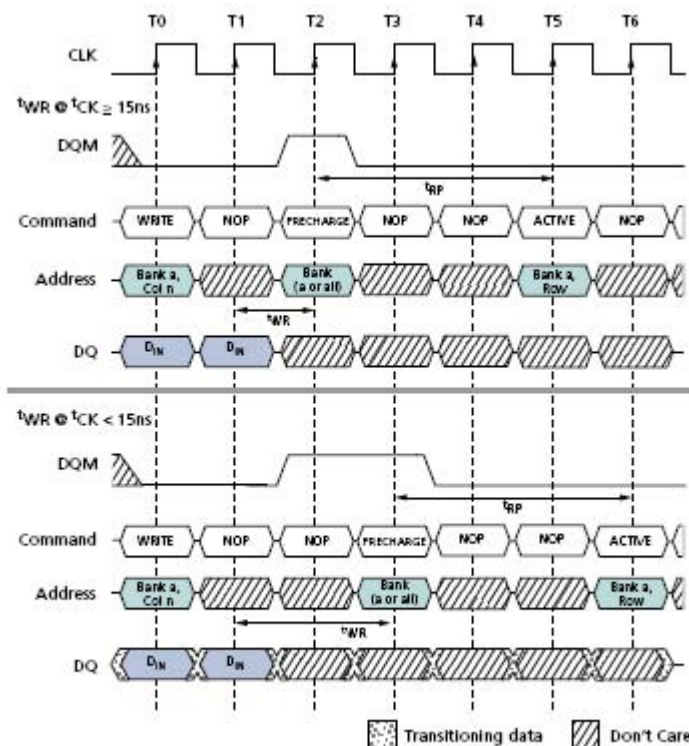 T0 T1 T2 T3 T4 T5 T6
CLK
tWR @ tCK ≥ 15ns
DQM
tRP
Command WRITE NOP PRECHARGE NOP NOP ACTIVE NOP
Address Bank a, Col n Bank (a or all) Bank a, Row
tWR
DQ DIN DIN
tWR @ tCK < 15ns
DQM
tRP
Command WRITE NOP NOP PRECHARGE NOP NOP ACTIVE
Address Bank a, Col n Bank (a or all) Bank a, Row
tWR
DQ DIN DIN
Transitioning data Don't Care